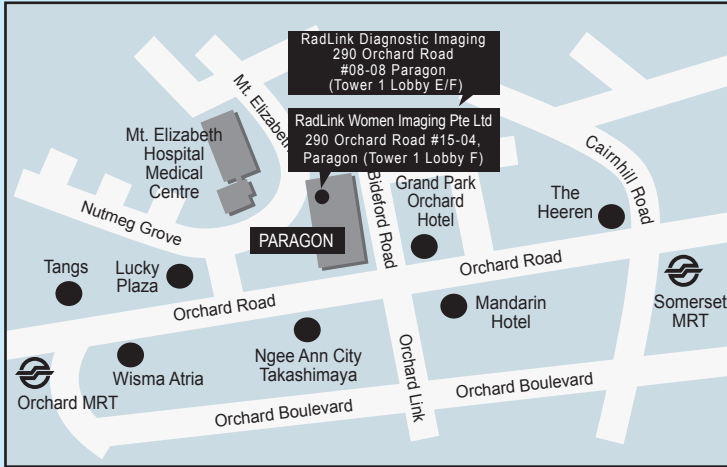 RadLink Diagnostic Imaging
290 Orchard Road
#08-08 Paragon
(Tower 1 Lobby E/F)
RadLink Women Imaging Pte Ltd
290 Orchard Road #15-04,
Paragon (Tower 1 Lobby F)
Mt. Elizabeth
Mt. Elizabeth
Hospital
Medical
Centre
Cairnhill Road
Bideford Road
Grand Park
Orchard
Hotel
The
Heeren
Nutmeg Grove
PARAGON
Tangs
Lucky
Plaza
Orchard Road
Orchard Road
Somerset
MRT
Mandarin
Hotel
Ngee Ann City
Takashimaya
Wisma Atria
Orchard Link
Orchard MRT
Orchard Boulevard
Orchard Boulevard